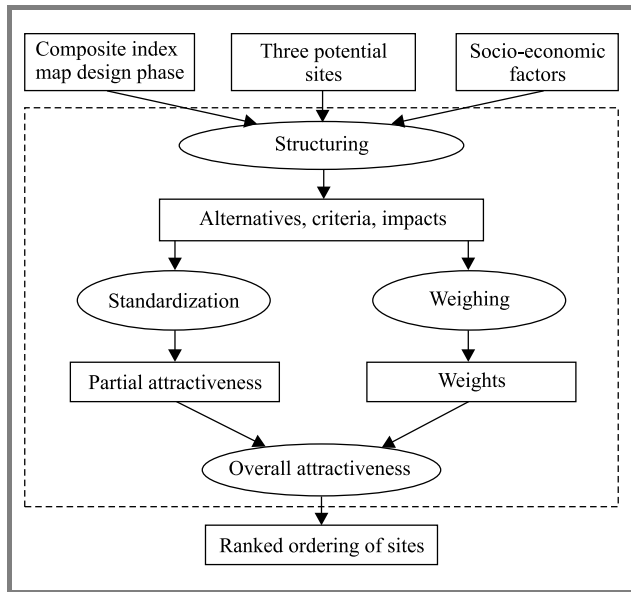 Composite index
map design phase
Three potential
sites
Socio-economic
factors
Structuring
Alternatives, criteria, impacts
Standardization
Weighing
Partial attractiveness
Weights
Overall attractiveness
Ranked ordering of sites